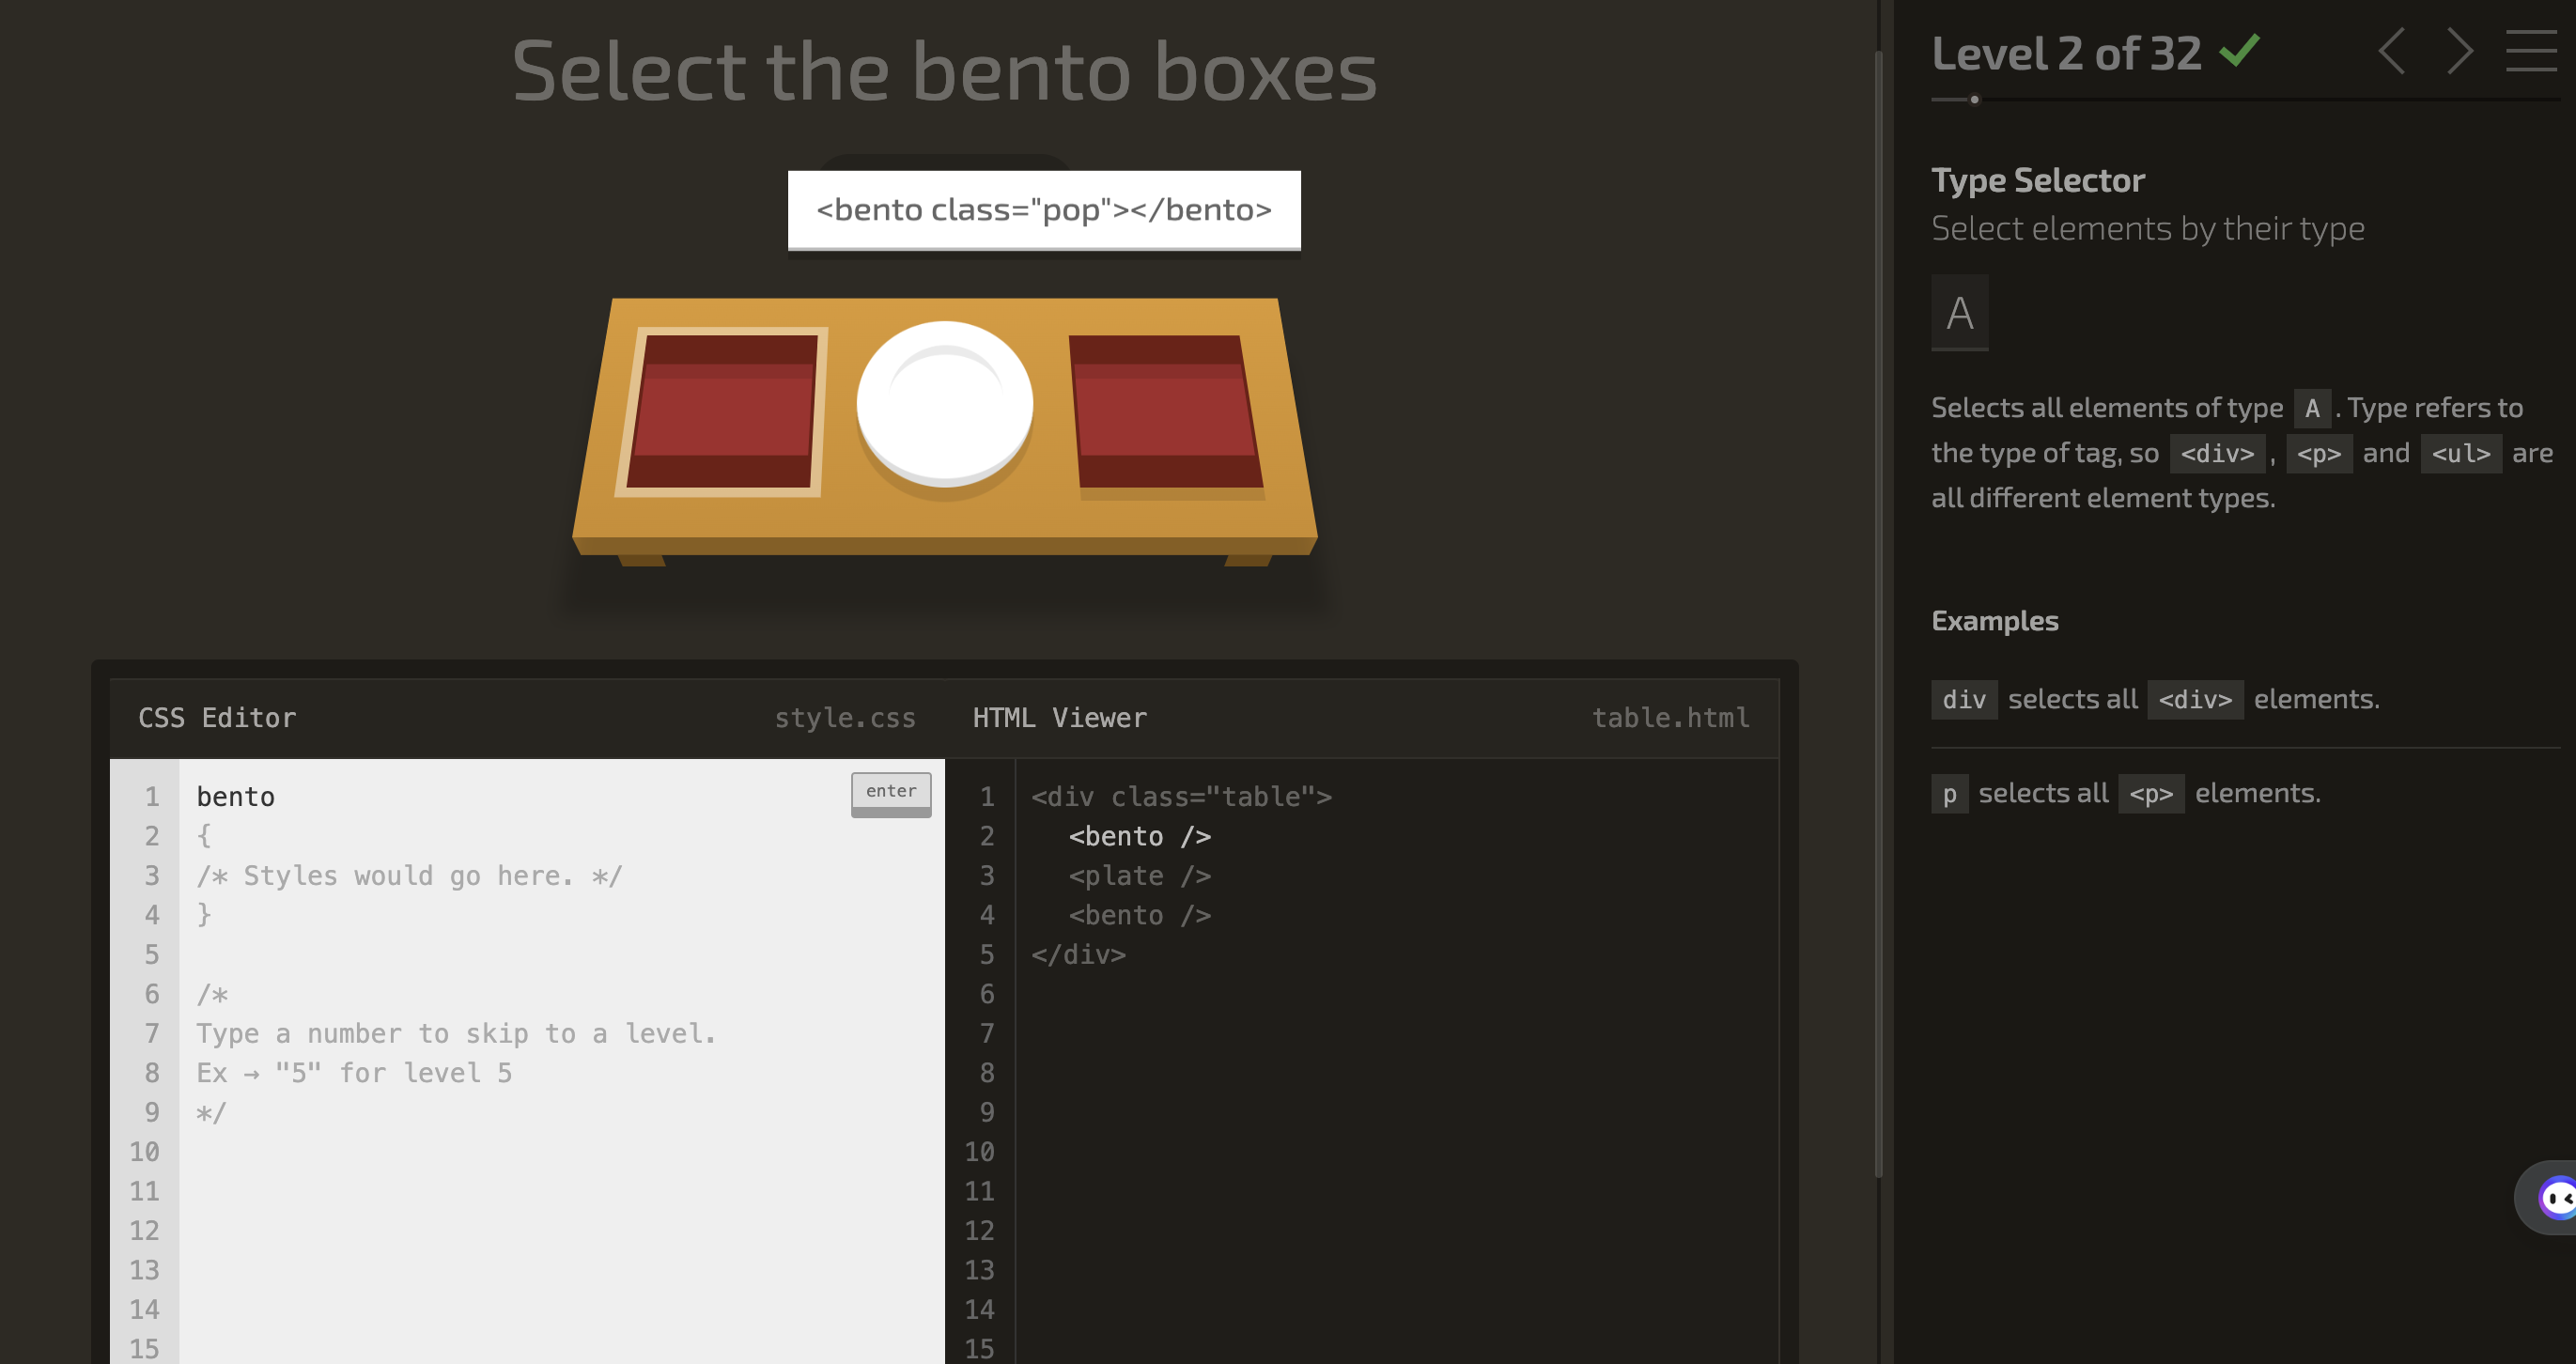 Select the bento boxes
<bento class="pop"></bento>
CSS Editor
style.css
1 bento
enter
2 {
3 /* Styles would go here. */
4 }
5
6 /*
7 Type a number to skip to a level.
8 Ex → "5" for level 5
9 */
10
11
12
13
14
15
HTML Viewer
table.html
1 <div class="table">
2 <bento />
3 <plate />
4 <bento />
5 </div>
6
7
8
9
10
11
12
13
14
15
Level 2 of 32
Type Selector
Select elements by their type
A
Selects all elements of type A . Type refers to
the type of tag, so <div> , <p> and <ul> are
all different element types.
Examples
div selects all <div> elements.
p selects all <p> elements.